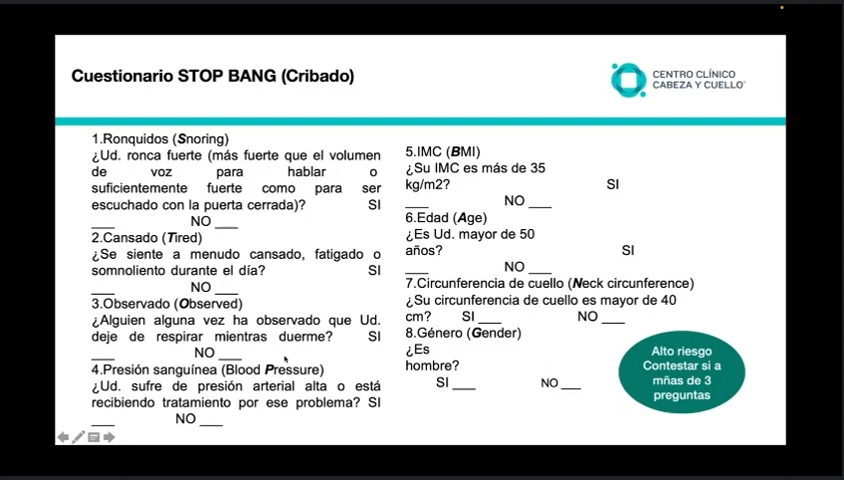 Cuestionario STOP BANG (Cribado)
CENTRO CLÍNICO
CABEZA Y CUELLO
1.Ronquidos (Snoring)
¿Ud. ronca fuerte (más fuerte que el volumen
de voz para hablar o
suficientemente fuerte como para ser
escuchado con la puerta cerrada)? SI
___ NO ___
2.Cansado (Tired)
¿Se siente a menudo cansado, fatigado o
somnoliento durante el día? SI
___ NO ___
3.Observado (Observed)
¿Alguien alguna vez ha observado que Ud.
deje de respirar mientras duerme? SI
___ NO ___
4.Presión sanguínea (Blood Pressure)
¿Ud. sufre de presión arterial alta o está
recibiendo tratamiento por ese problema? SI
___ NO ___
5.IMC (BMI)
¿Su IMC es más de 35
kg/m2? SI
___ NO ___
6.Edad (Age)
¿Es Ud. mayor de 50
años? SI
___ NO ___
7.Circunferencia de cuello (Neck circumference)
¿Su circunferencia de cuello es mayor de 40
cm? SI ___ NO ___
8.Género (Gender)
¿Es
hombre?
SI ___ NO ___
Alto riesgo
Contestar si a
mñas de 3
preguntas